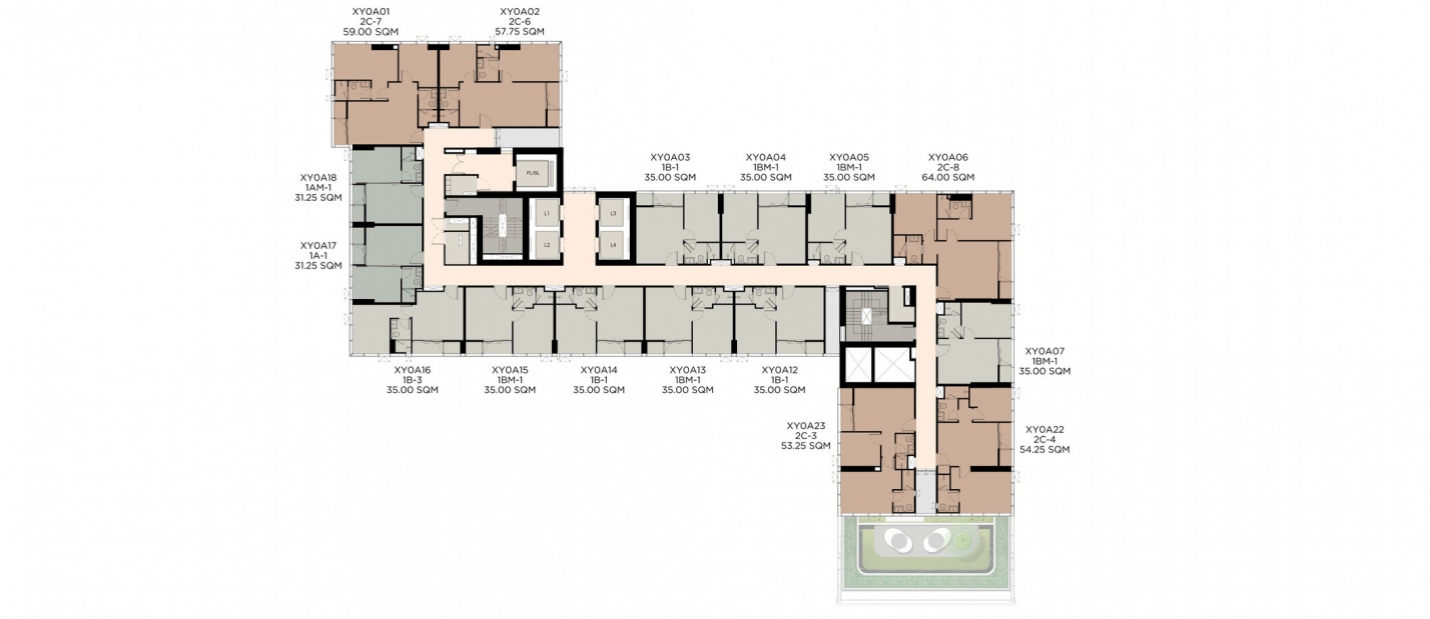 XY0A01
2C-7
59.00 SQM
XY0A02
2C-6
57.75 SQM
XY0A03
1B-1
35.00 SQM
XY0A04
1BM-1
35.00 SQM
XY0A05
1BM-1
35.00 SQM
XY0A06
2C-8
64.00 SQM
XY0A18
1AM-1
31.25 SQM
FL/BL
L1
L3
L2
L4
XY0A17
1A-1
31.25 SQM
XY0A16
1B-3
35.00 SQM
XY0A15
1BM-1
35.00 SQM
XY0A14
1B-1
35.00 SQM
XY0A13
1BM-1
35.00 SQM
XY0A12
1B-1
35.00 SQM
XY0A07
1BM-1
35.00 SQM
XY0A23
2C-3
53.25 SQM
XY0A22
2C-4
54.25 SQM